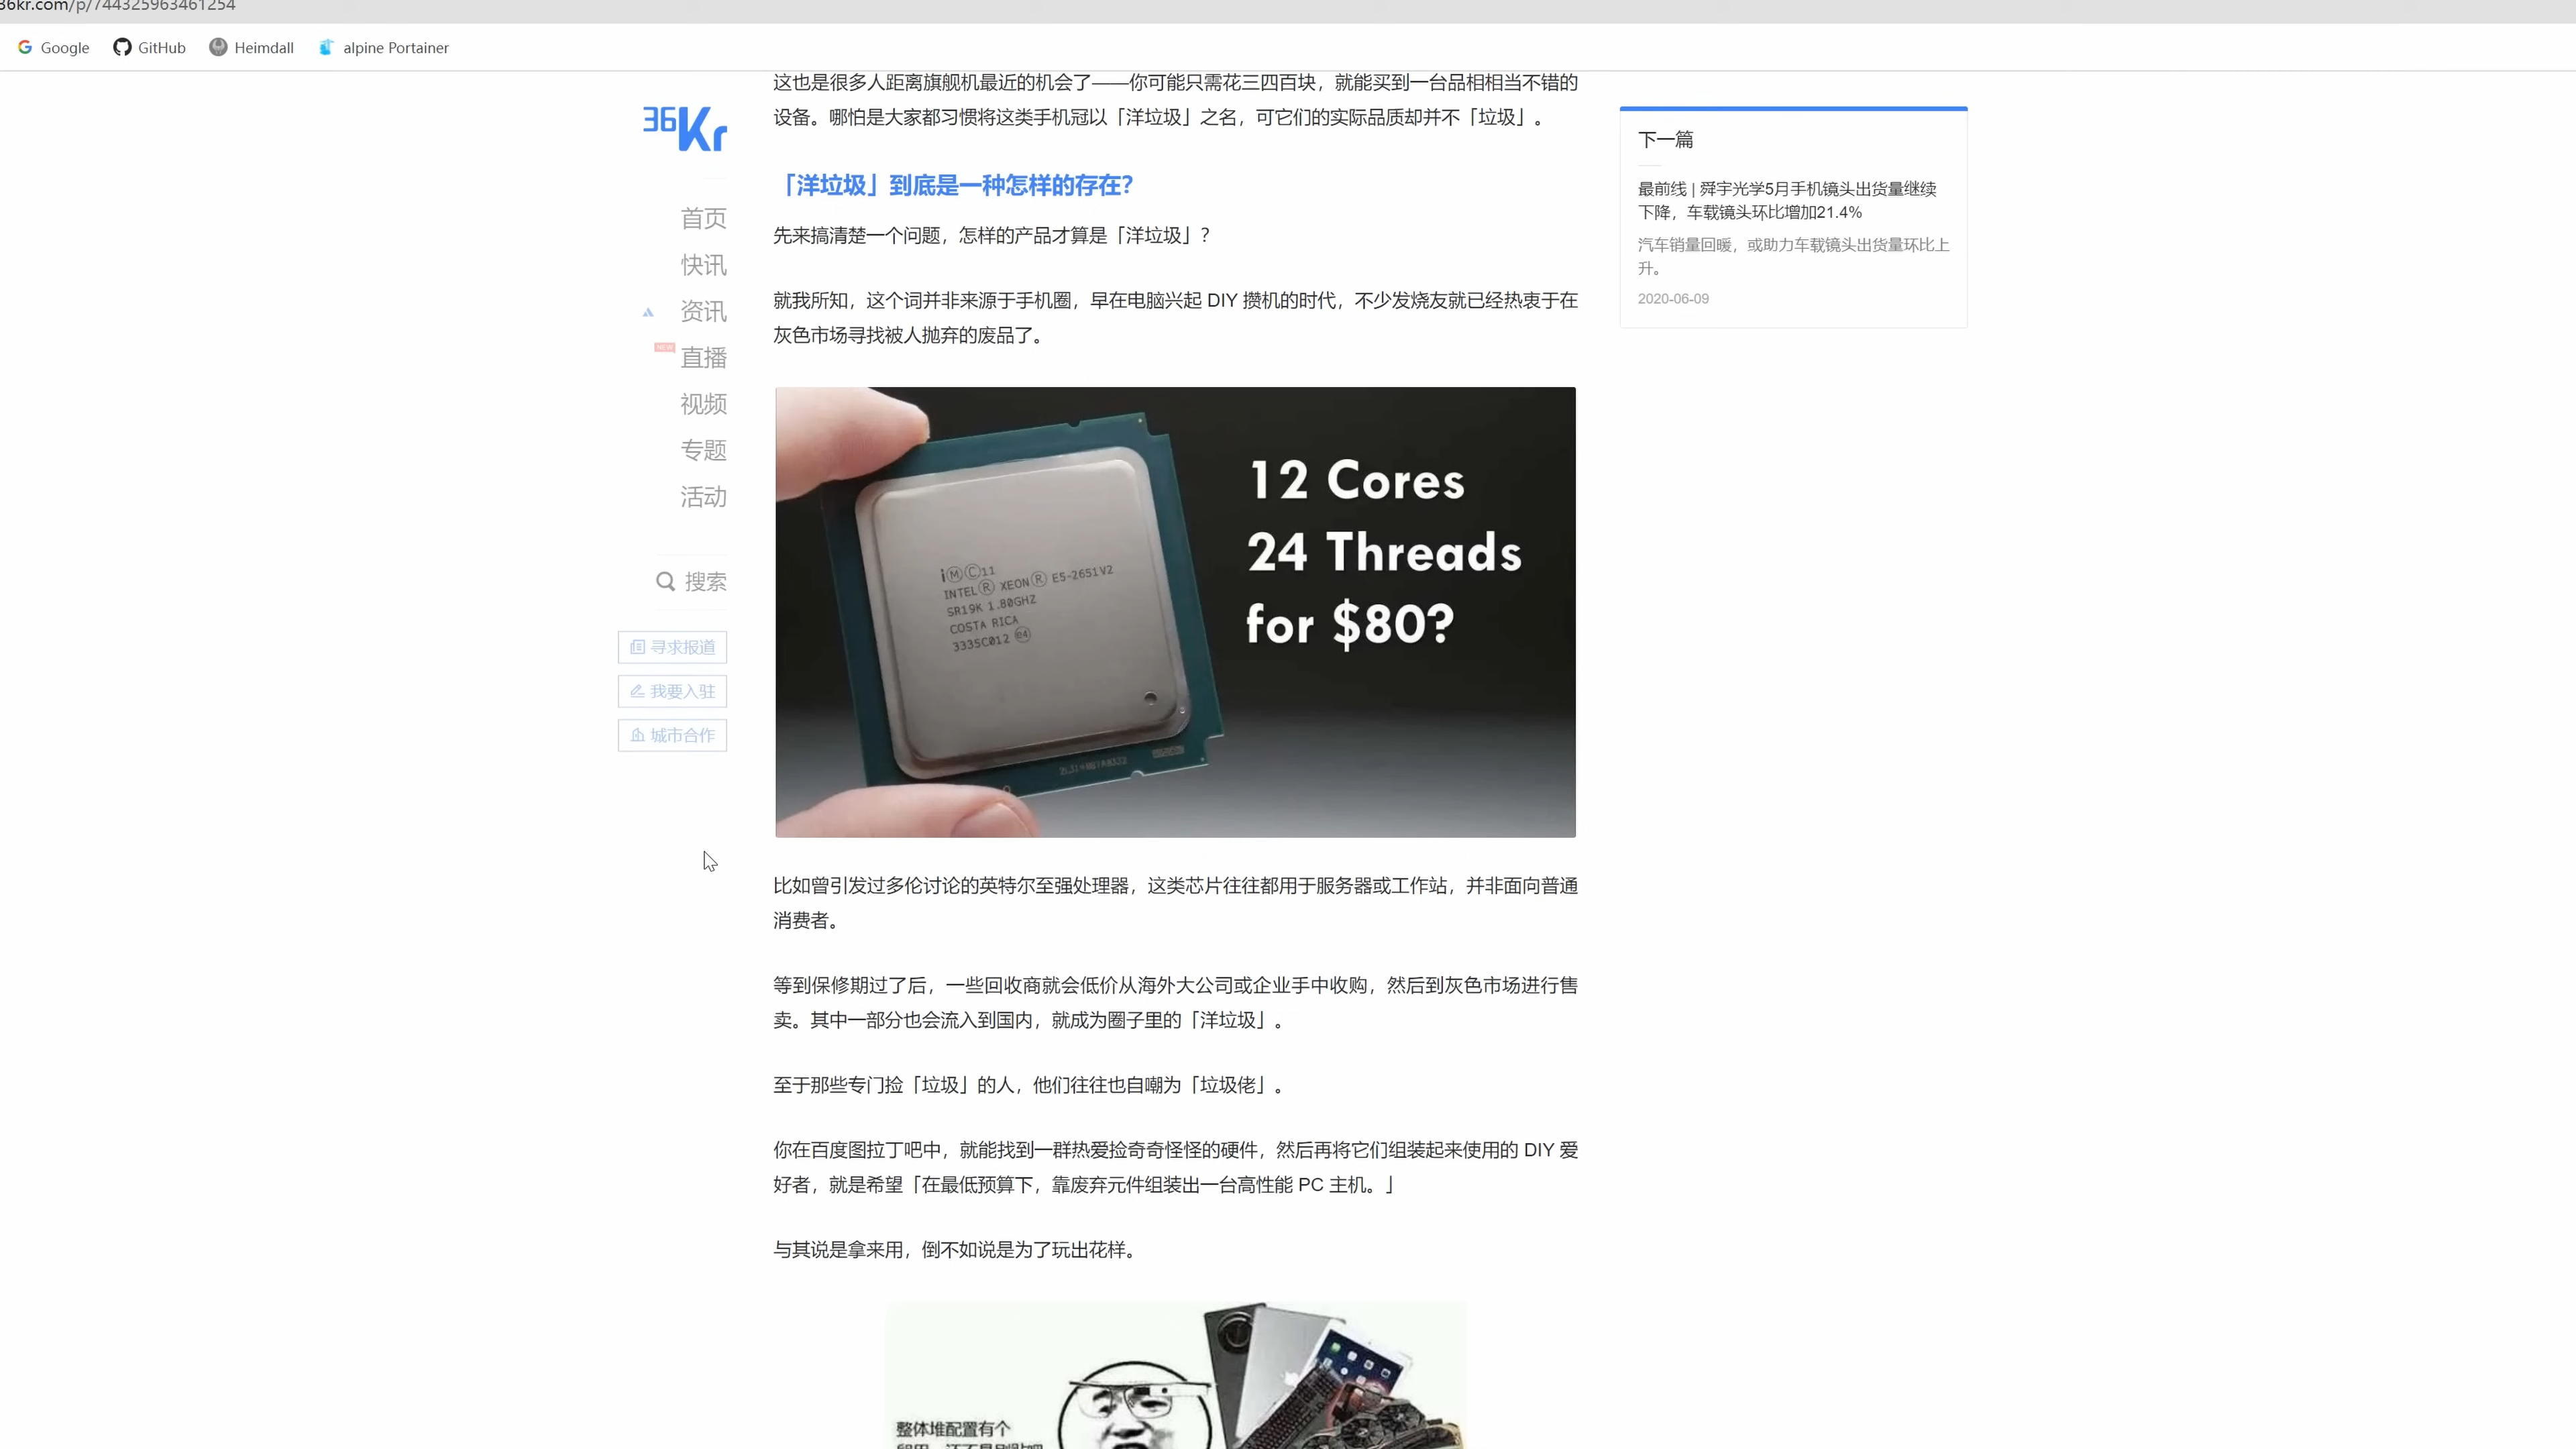 36kr.com/p/744325963461254
Google
GitHub
Heimdall
alpine Portainer
36Kr
首页
快讯
资讯
NEW
直播
视频
专题
活动
搜索
寻求报道
我要入驻
城市合作
这也是很多人距离旗舰机最近的机会了——你可能只需花三四百块，就能买到一台品相相当不错的
设备。哪怕是大家都习惯将这类手机冠以「洋垃圾」之名，可它们的实际品质却并不「垃圾」。
「洋垃圾」到底是一种怎样的存在？
先来搞清楚一个问题，怎样的产品才算是「洋垃圾」？
就我所知，这个词并非来源于手机圈，早在电脑兴起 DIY 攒机的时代，不少发烧友就已经热衷于在
灰色市场寻找被人抛弃的废品了。
i Ⓜ Ⓒ11
INTEL® XEON® E5-2651V2
SR19K 1.80GHZ
COSTA RICA
3335C012 e4
12 Cores
24 Threads
for $80?
比如曾引发过多伦讨论的英特尔至强处理器，这类芯片往往都用于服务器或工作站，并非面向普通
消费者。
等到保修期过了后，一些回收商就会低价从海外大公司或企业手中收购，然后到灰色市场进行售
卖。其中一部分也会流入到国内，就成为圈子里的「洋垃圾」。
至于那些专门捡「垃圾」的人，他们往往也自嘲为「垃圾佬」。
你在百度图拉丁吧中，就能找到一群热爱捡奇奇怪怪的硬件，然后再将它们组装起来使用的 DIY 爱
好者，就是希望「在最低预算下，靠废弃元件组装出一台高性能 PC 主机。」
与其说是拿来用，倒不如说是为了玩出花样。
整体堆配置有个
下一篇
最前线 | 舜宇光学5月手机镜头出货量继续
下降，车载镜头环比增加21.4%
汽车销量回暖，或助力车载镜头出货量环比上
升。
2020-06-09